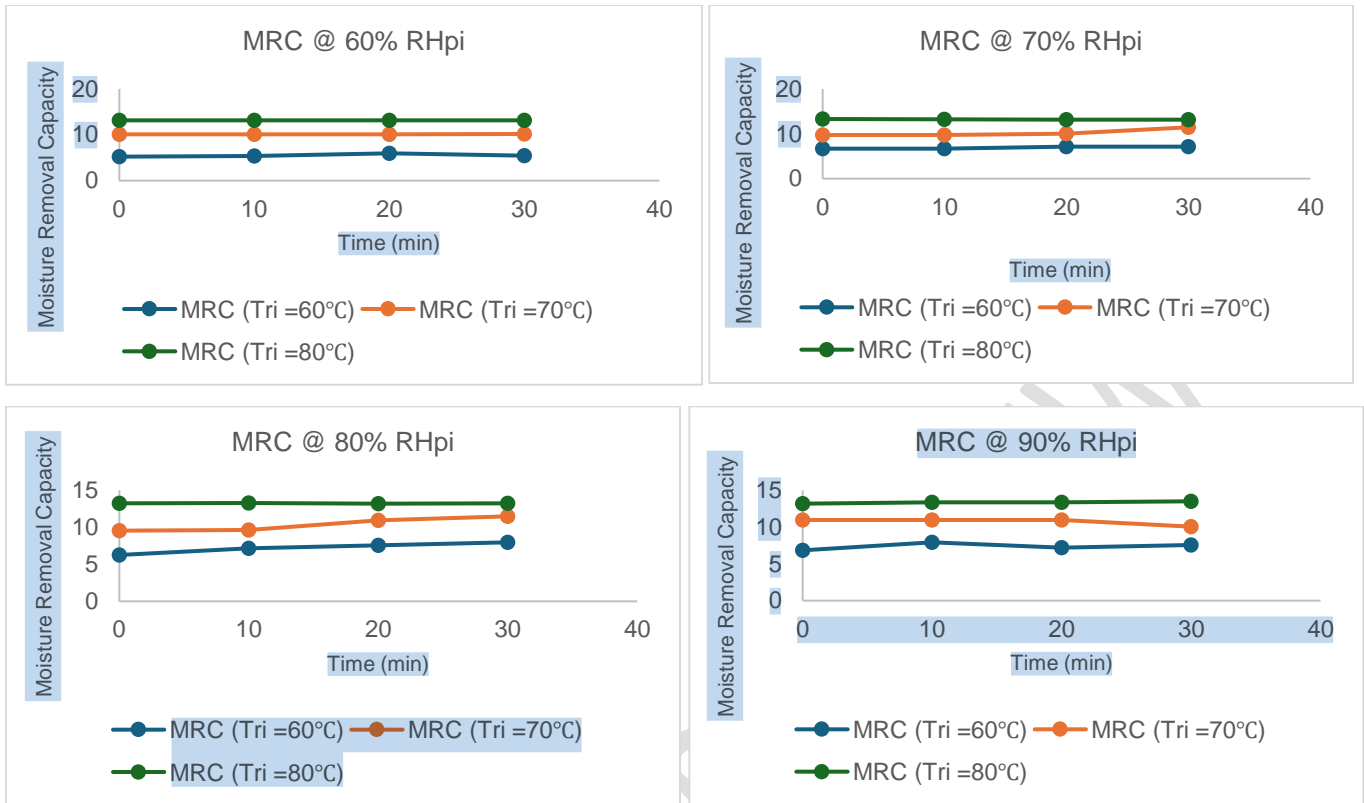 MRC @ 60% RHpi
Moisture Removal Capacity
20
10
0
0 10 20 30 40
Time (min)
MRC (Tri =60℃) MRC (Tri =70℃)
MRC (Tri =80℃)
MRC @ 70% RHpi
Moisture Removal Capacity
20
10
0
0 10 20 30 40
Time (min)
MRC (Tri =60℃) MRC (Tri =70℃)
MRC (Tri =80℃)
MRC @ 80% RHpi
Moisture Removal Capacity
15
10
5
0
0 10 20 30 40
Time (min)
MRC (Tri =60℃) MRC (Tri =70℃)
MRC (Tri =80℃)
MRC @ 90% RHpi
Moisture Removal Capacity
15
10
5
0
0 10 20 30 40
Time (min)
MRC (Tri =60℃) MRC (Tri =70℃)
MRC (Tri =80℃)